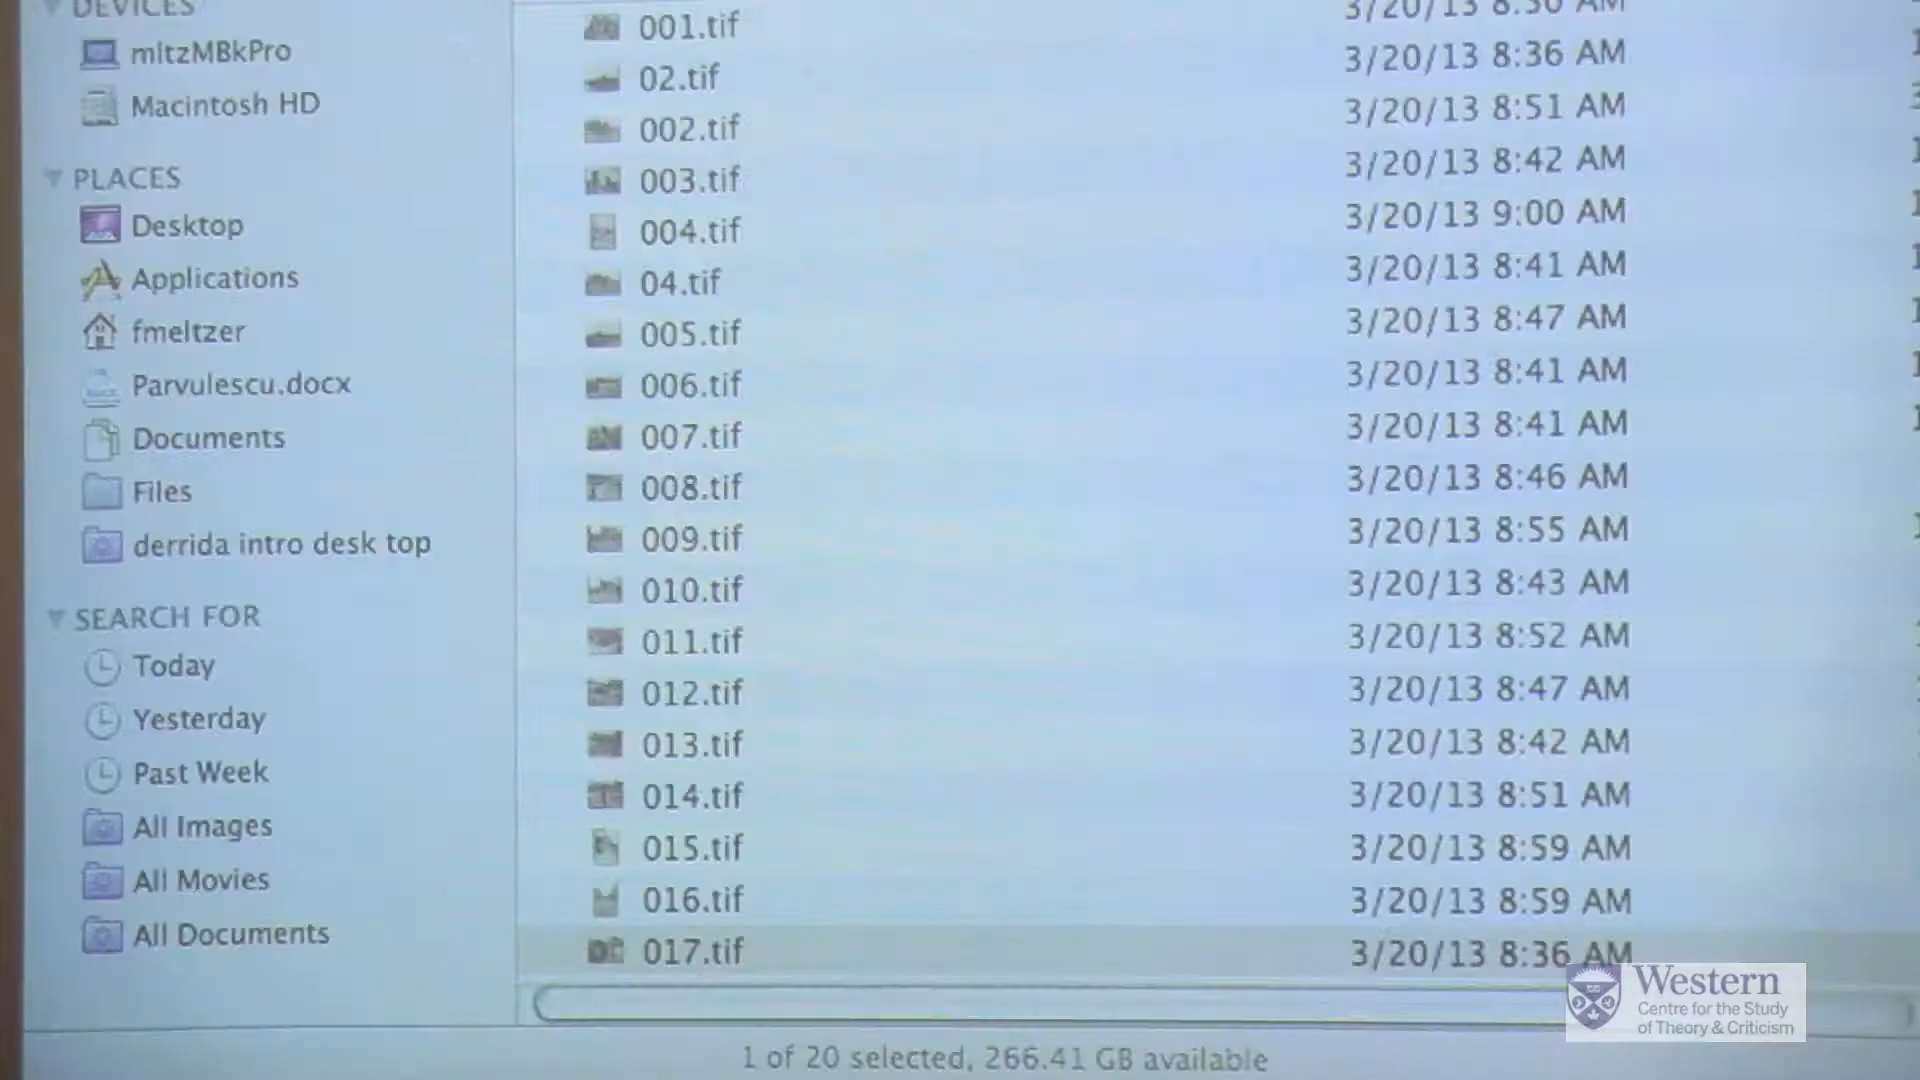 DEVICES
mltzMBkPro
Macintosh HD
PLACES
Desktop
Applications
fmeltzer
Parvulescu.docx
Documents
Files
derrida intro desk top
SEARCH FOR
Today
Yesterday
Past Week
All Images
All Movies
All Documents
001.tif
02.tif 3/20/13 8:36 AM
002.tif 3/20/13 8:51 AM
003.tif 3/20/13 8:42 AM
004.tif 3/20/13 9:00 AM
04.tif 3/20/13 8:41 AM
005.tif 3/20/13 8:47 AM
006.tif 3/20/13 8:41 AM
007.tif 3/20/13 8:41 AM
008.tif 3/20/13 8:46 AM
009.tif 3/20/13 8:55 AM
010.tif 3/20/13 8:43 AM
011.tif 3/20/13 8:52 AM
012.tif 3/20/13 8:47 AM
013.tif 3/20/13 8:42 AM
014.tif 3/20/13 8:51 AM
015.tif 3/20/13 8:59 AM
016.tif 3/20/13 8:59 AM
017.tif 3/20/13 8:36 AM
1 of 20 selected, 266.41 GB available
Western
Centre for the Study
of Theory & Criticism